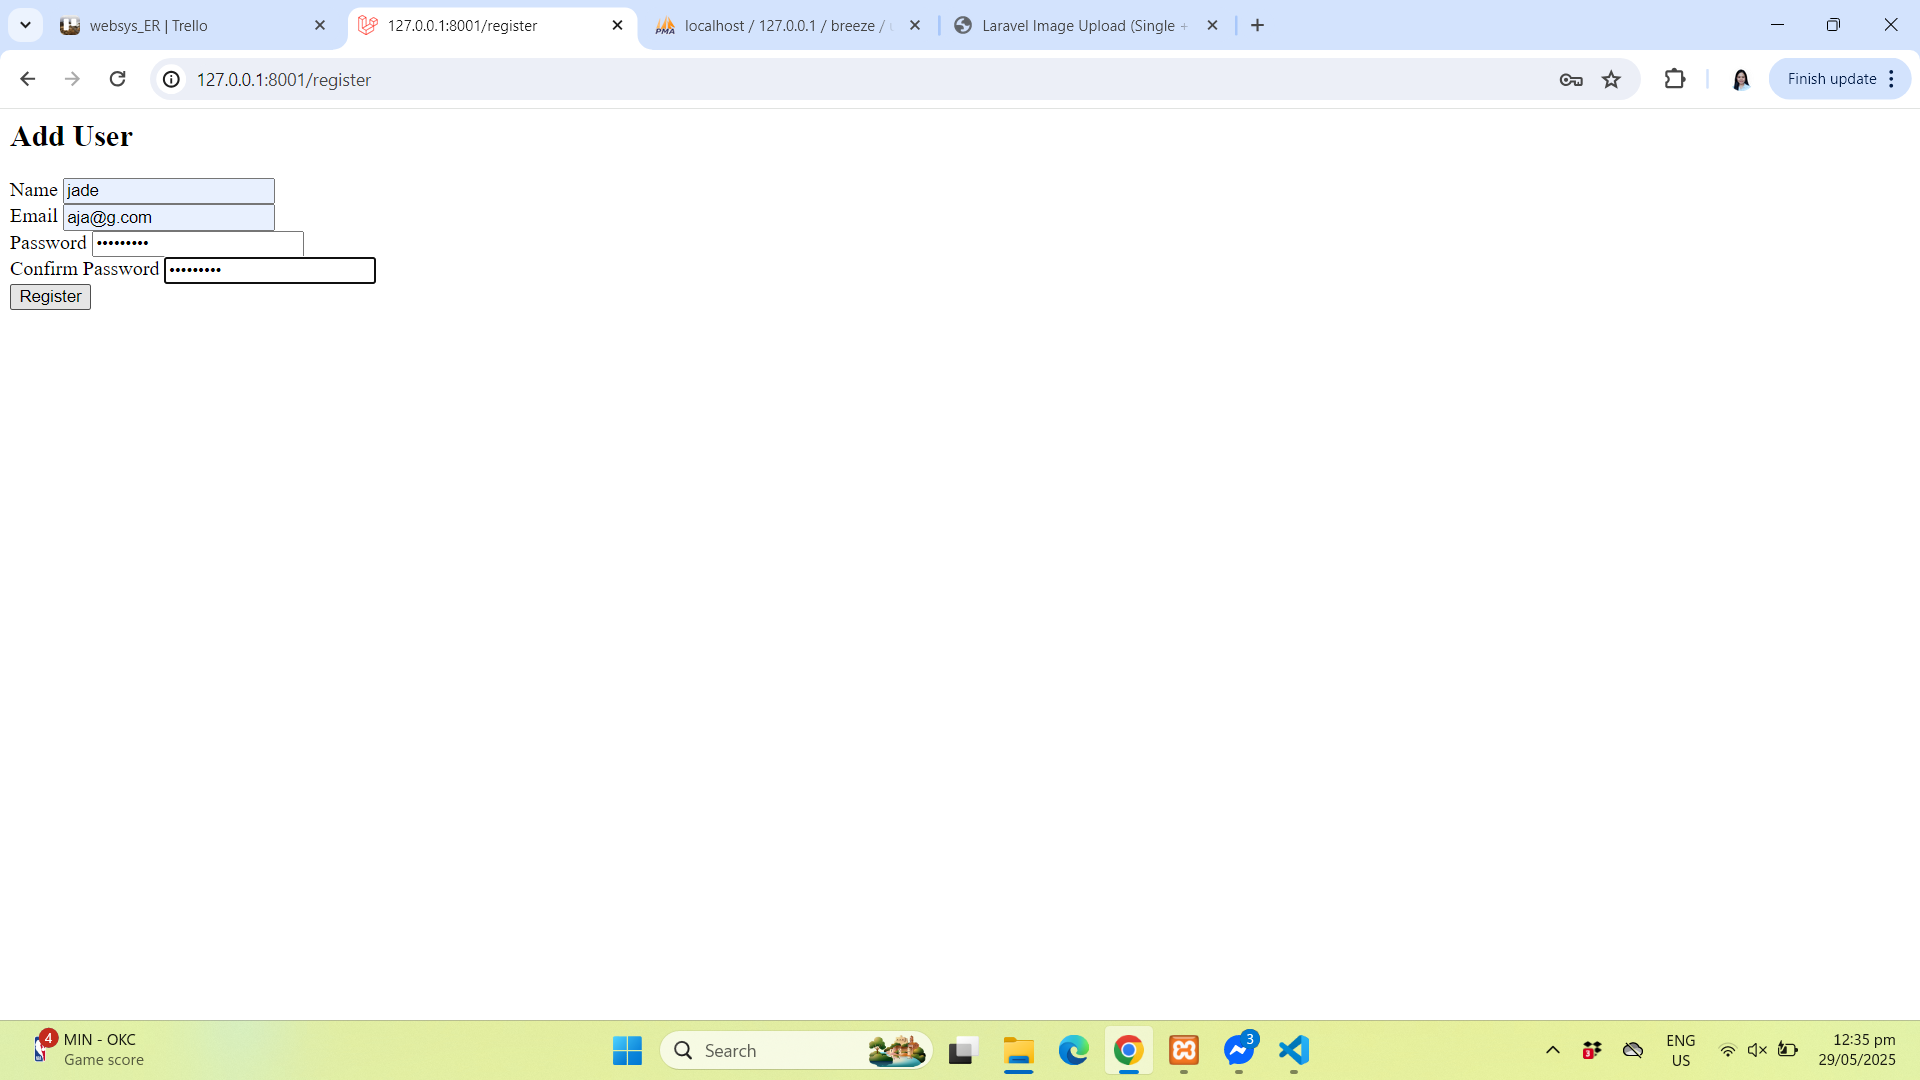 websys_ER | Trello
127.0.0.1:8001/register
localhost / 127.0.0.1 / breeze /
Laravel Image Upload (Single +
127.0.0.1:8001/register
Finish update
Add User
Name jade
Email aja@g.com
Password •••••••••
Confirm Password •••••••••
Register
4
MIN - OKC
Game score
Search
3
3
ENG
US
12:35 pm
29/05/2025